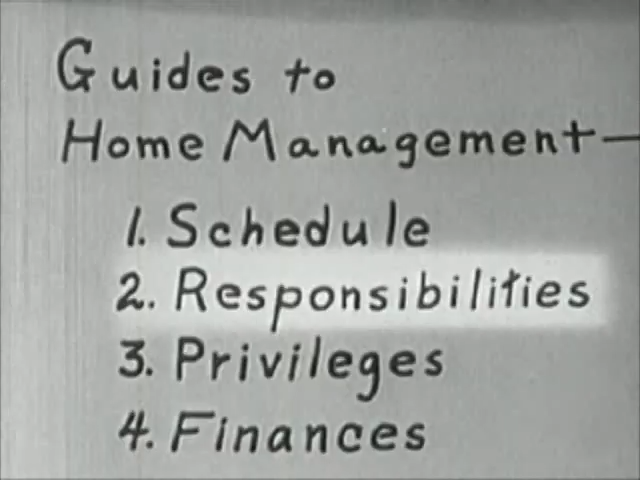 Guides to
Home Management—
1. Schedule
2. Responsibilities
3. Privileges
4. Finances